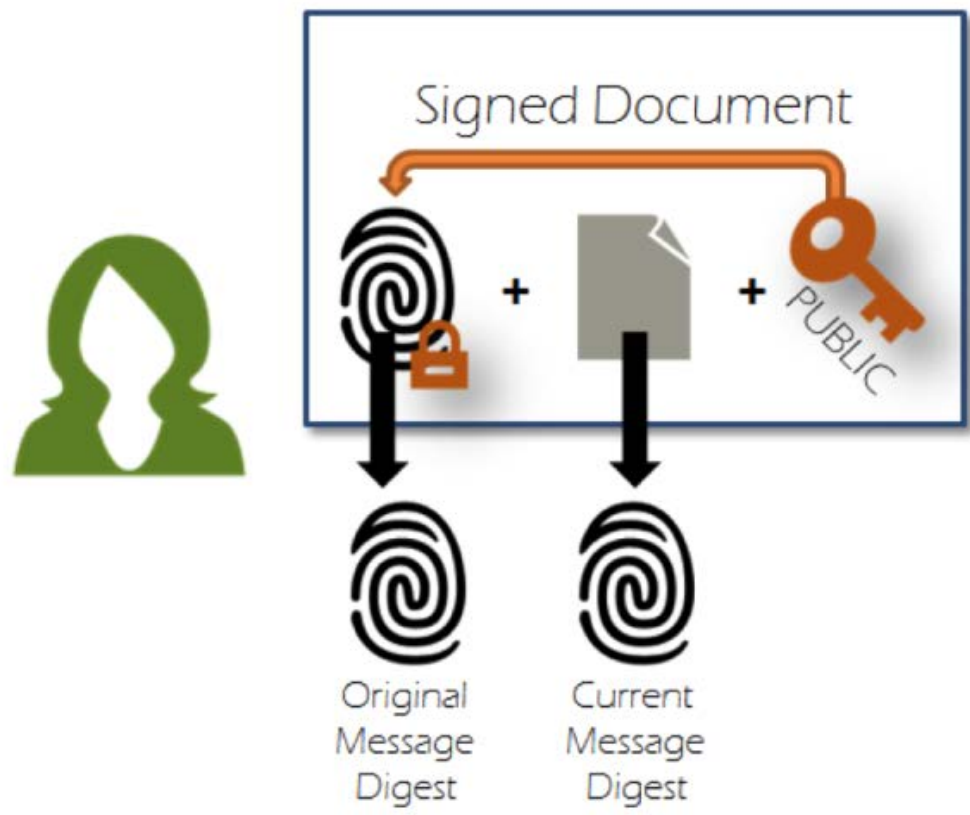 Signed Document
+
+
PUBLIC
Original
Message
Digest
Current
Message
Digest